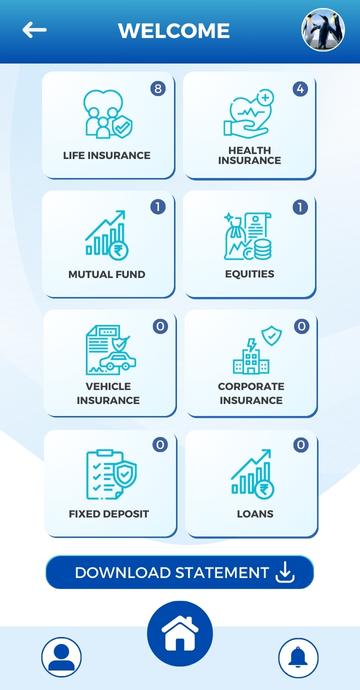 WELCOME
8
4
LIFE INSURANCE
HEALTH
INSURANCE
1
1
₹
MUTUAL FUND
EQUITIES
0
0
VEHICLE
INSURANCE
CORPORATE
INSURANCE
0
0
₹
FIXED DEPOSIT
LOANS
DOWNLOAD STATEMENT